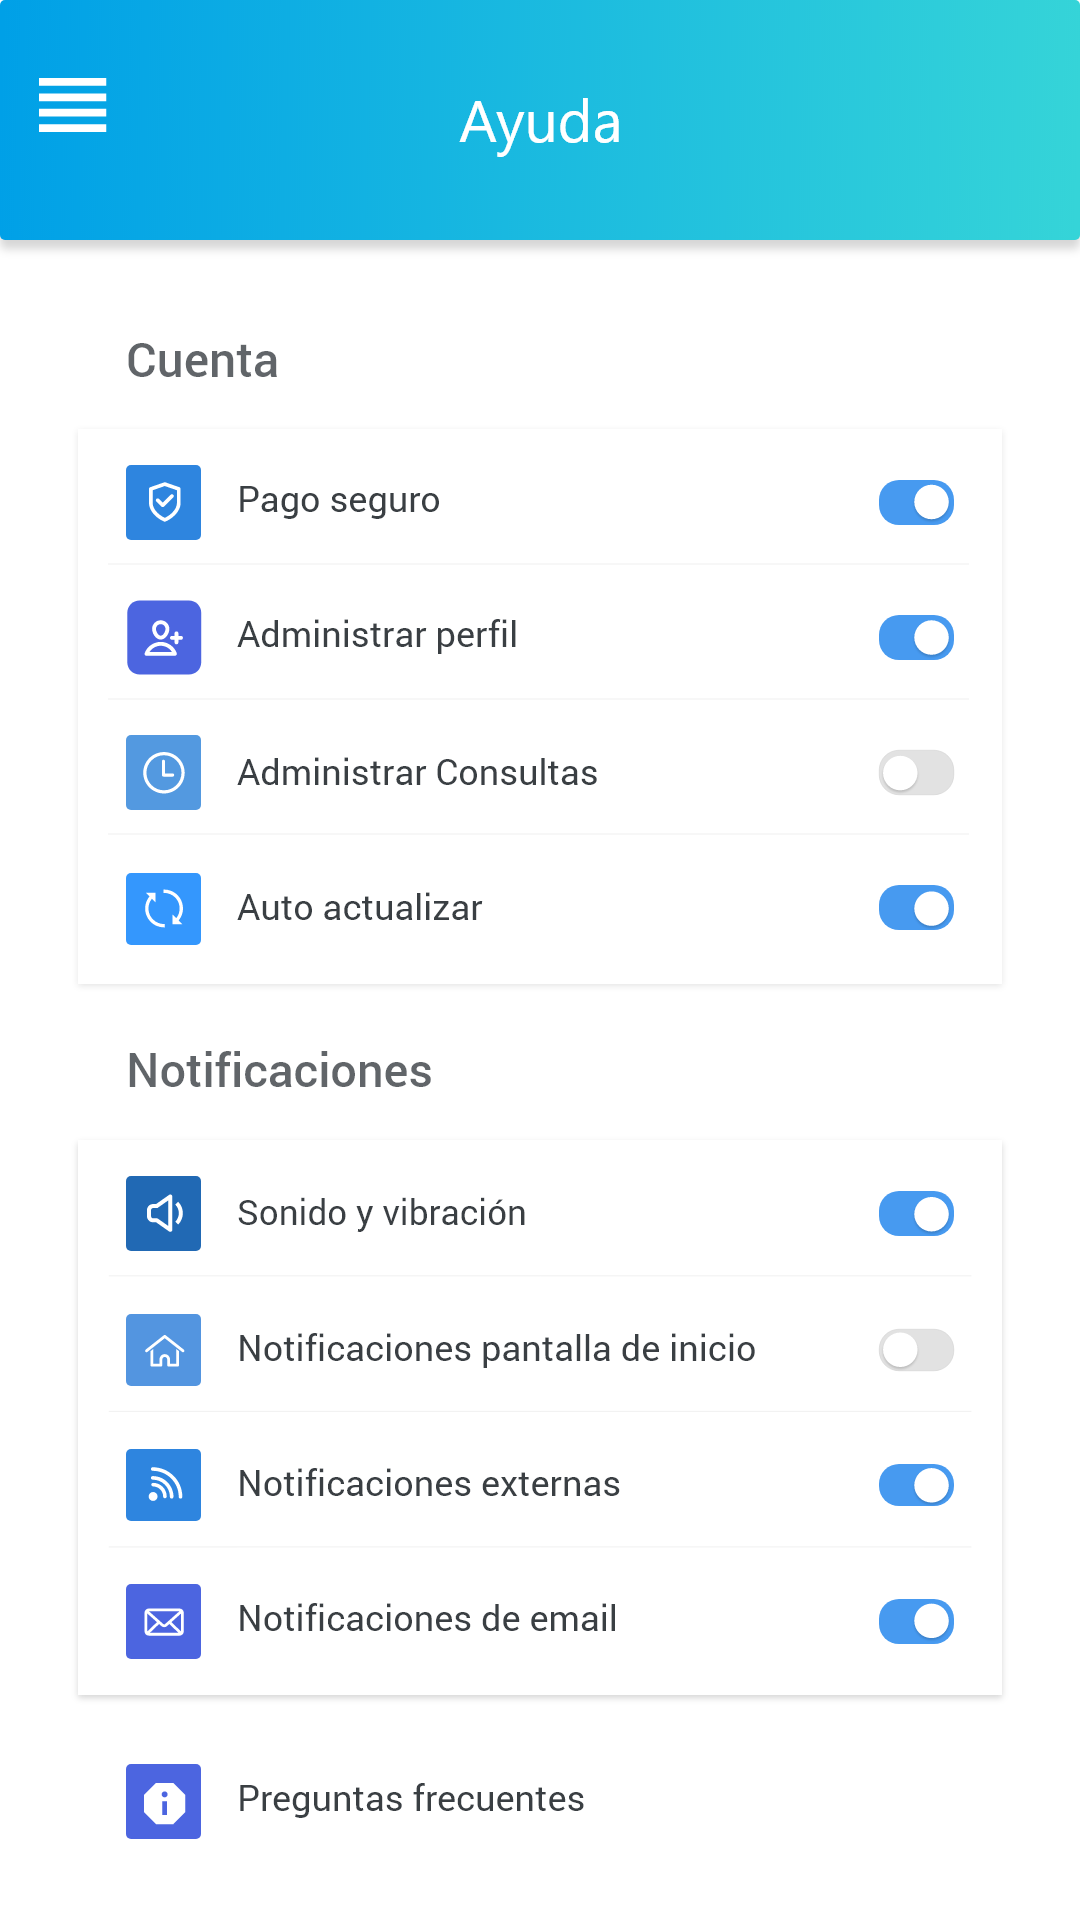 Ayuda
Cuenta
Pago seguro
Administrar perfil
Administrar Consultas
Auto actualizar
Notificaciones
Sonido y vibración
Notificaciones pantalla de inicio
Notificaciones externas
Notificaciones de email
Preguntas frecuentes